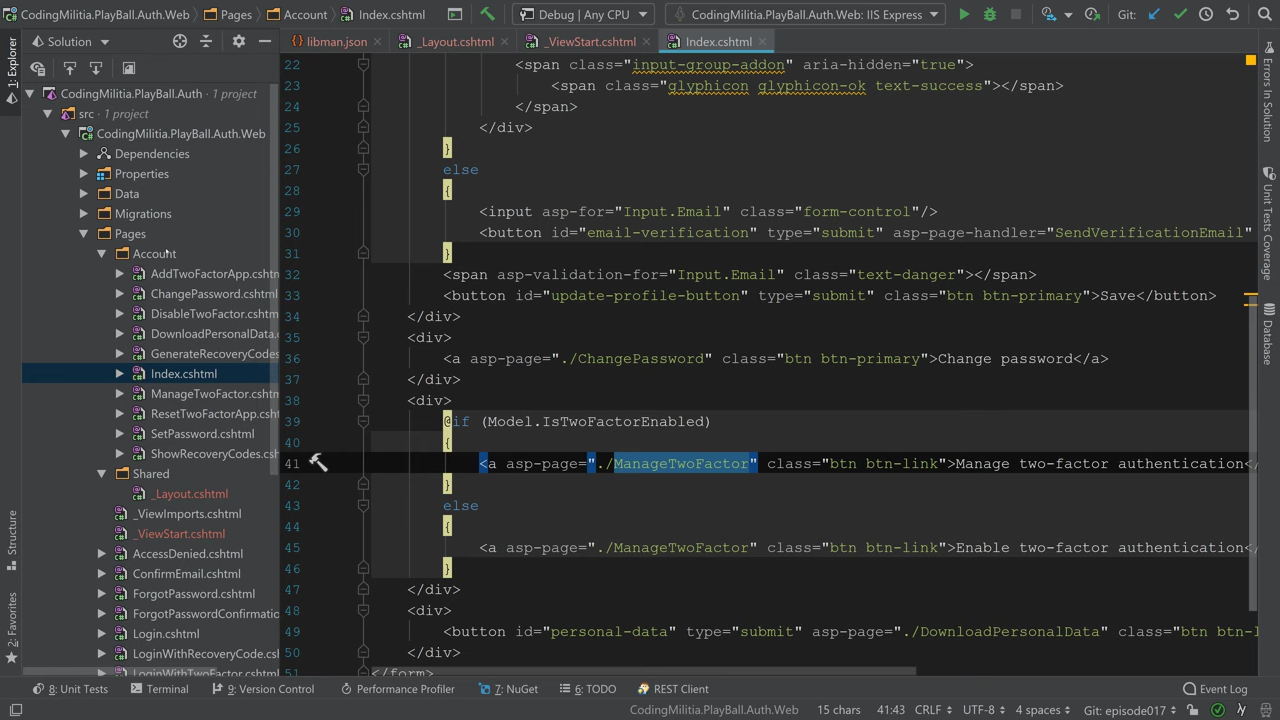 CodingMilitia.PlayBall.Auth.Web
Pages
Account
Index.cshtml
Debug | Any CPU
CodingMilitia.PlayBall.Auth.Web: IIS Express
Git:
Solution
libman.json
_Layout.cshtml
_ViewStart.cshtml
Index.cshtml
1: Explorer
Structure
2: Favorites
CodingMilitia.PlayBall.Auth 1 project
src 1 project
CodingMilitia.PlayBall.Auth.Web
Dependencies
Properties
Data
Migrations
Pages
Account
AddTwoFactorApp.cshtm
ChangePassword.cshtml
DisableTwoFactor.cshtm
DownloadPersonalData.c
GenerateRecoveryCodes
Index.cshtml
ManageTwoFactor.cshtm
ResetTwoFactorApp.csht
SetPassword.cshtml
ShowRecoveryCodes.csh
Shared
_Layout.cshtml
_ViewImports.cshtml
_ViewStart.cshtml
AccessDenied.cshtml
ConfirmEmail.cshtml
ForgotPassword.cshtml
ForgotPasswordConfirmatio
Login.cshtml
LoginWithRecoveryCode.csh
LoginWithTwoFactor.cshtml
22 <span class="input-group-addon" aria-hidden="true">
23 <span class="glyphicon glyphicon-ok text-success"></span>
24 </span>
25 </div>
26 }
27 else
28 {
29 <input asp-for="Input.Email" class="form-control"/>
30 <button id="email-verification" type="submit" asp-page-handler="SendVerificationEmail"
31 }
32 <span asp-validation-for="Input.Email" class="text-danger"></span>
33 <button id="update-profile-button" type="submit" class="btn btn-primary">Save</button>
34 </div>
35 <div>
36 <a asp-page="./ChangePassword" class="btn btn-primary">Change password</a>
37 </div>
38 <div>
39 @if (Model.IsTwoFactorEnabled)
40 {
41 <a asp-page="./ManageTwoFactor" class="btn btn-link">Manage two-factor authentication</
42 }
43 else
44 {
45 <a asp-page="./ManageTwoFactor" class="btn btn-link">Enable two-factor authentication</
46 }
47 </div>
48 <div>
49 <button id="personal-data" type="submit" asp-page="./DownloadPersonalData" class="btn btn-l
50 </div>
51 </form>
Errors In Solution
Unit Tests Coverage
Database
8: Unit Tests
Terminal
9: Version Control
Performance Profiler
7: NuGet
6: TODO
REST Client
Event Log
CodingMilitia.PlayBall.Auth.Web 15 chars 41:43 CRLF UTF-8 4 spaces Git: episode017